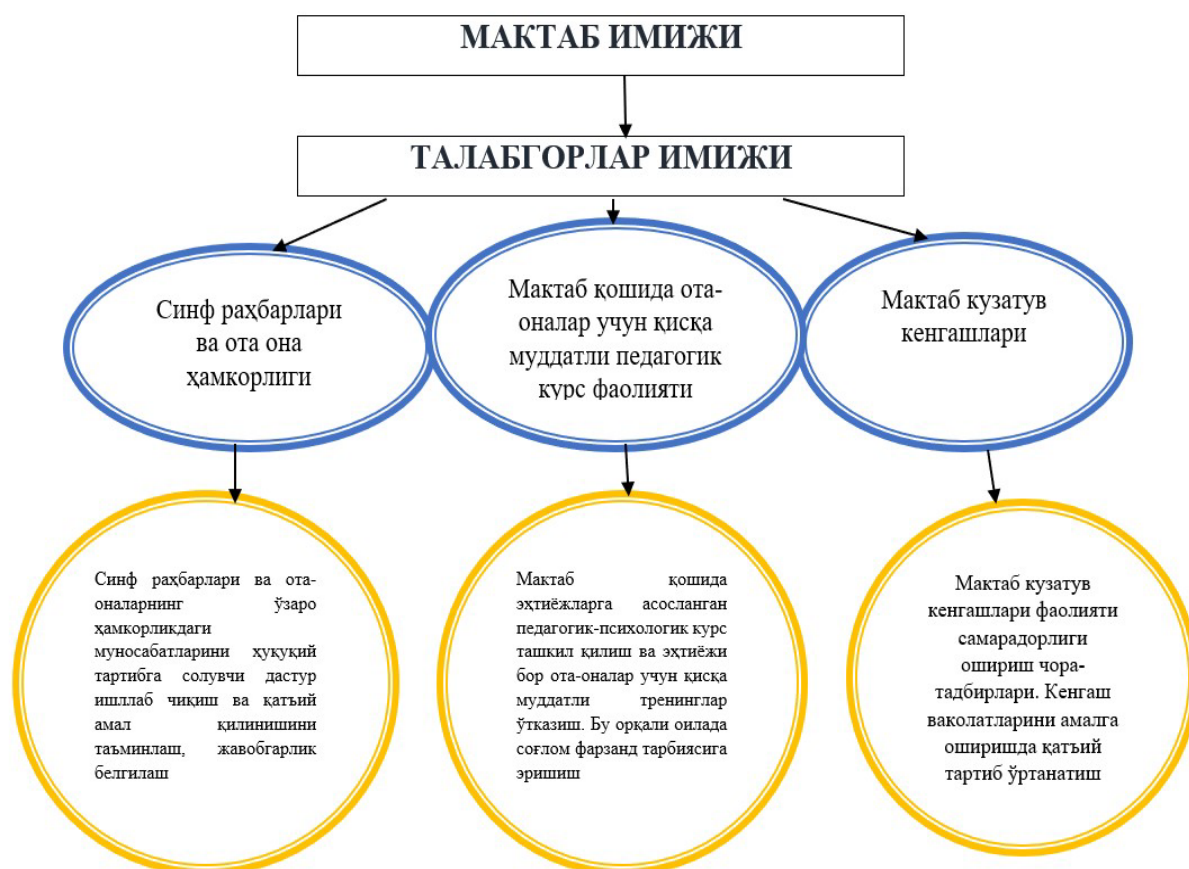 МАКТАБ ИМИЖИ
ТАЛАБГОРЛАР ИМИЖИ
Синф раҳбарлари
ва ота она
ҳамкорлиги
Мактаб қошида ота-
оналар учун қисқа
муддатли педагогик
курс фаолияти
Мактаб кузатув
кенгашлари
Синф раҳбарлари ва ота-
оналарнинг ўзаро
ҳамкорликдаги
муносабатларини ҳуқуқий
тартибга солувчи дастур
ишллаб чиқиш ва қатъий
амал қилинишини
таъминлаш, жавобгарлик
белгилаш
Мактаб қошида
эҳтиёжларга асосланган
педагогик-психологик курс
ташкил қилиш ва эҳтиёжи
бор ота-оналар учун қисқа
муддатли тренинглар
ўтказиш. Бу орқали оилада
соғлом фарзанд тарбиясига
эришиш
Мактаб кузатув
кенгашлари фаолияти
самарадорлиги
ошириш чора-
тадбирлари. Кенгаш
ваколатларини амалга
оширишда қатъий
тартиб ўртанатиш